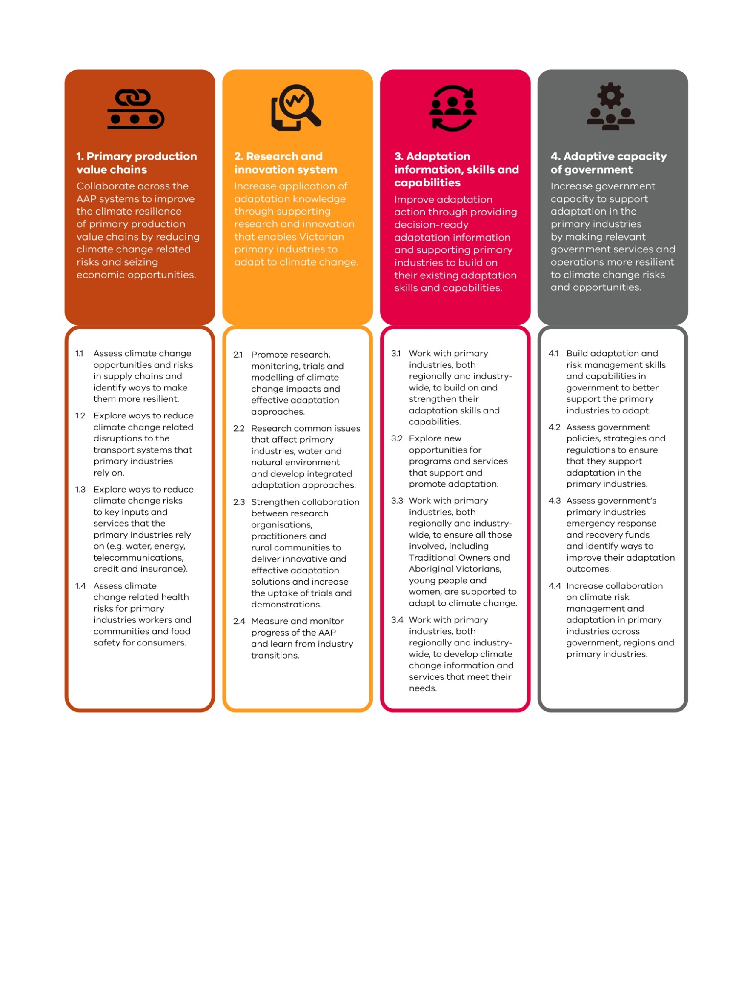 1. Primary production
value chains
Collaborate across the
AAP systems to improve
the climate resilience
of primary production
value chains by reducing
climate change related
risks and seizing
economic opportunities.
1.1 Assess climate change
opportunities and risks
in supply chains and
identify ways to make
them more resilient.
1.2 Explore ways to reduce
climate change related
disruptions to the
transport systems that
primary industries
rely on.
1.3 Explore ways to reduce
climate change risks
to key inputs and
services that the
primary industries rely
on (e.g. water, energy,
telecommunications,
credit and insurance).
1.4 Assess climate
change related health
risks for primary
industries workers and
communities and food
safety for consumers.
2. Research and
innovation system
Increase application of
adaptation knowledge
through supporting
research and innovation
that enables Victorian
primary industries to
adapt to climate change.
2.1 Promote research,
monitoring, trials and
modelling of climate
change impacts and
effective adaptation
approaches.
2.2 Research common issues
that affect primary
industries, water and
natural environment
and develop integrated
adaptation approaches.
2.3 Strengthen collaboration
between research
organisations,
practitioners and
rural communities to
deliver innovative and
effective adaptation
solutions and increase
the uptake of trials and
demonstrations.
2.4 Measure and monitor
progress of the AAP
and learn from industry
transitions.
3. Adaptation
information, skills and
capabilities
Improve adaptation
action through providing
decision-ready
adaptation information
and supporting primary
industries to build on
their existing adaptation
skills and capabilities.
3.1 Work with primary
industries, both
regionally and industry-
wide, to build on and
strengthen their
adaptation skills and
capabilities.
3.2 Explore new
opportunities for
programs and services
that support and
promote adaptation.
3.3 Work with primary
industries, both
regionally and industry-
wide, to ensure all those
involved, including
Traditional Owners and
Aboriginal Victorians,
young people and
women, are supported to
adapt to climate change.
3.4 Work with primary
industries, both
regionally and industry-
wide, to develop climate
change information and
services that meet their
needs.
4. Adaptive capacity
of government
Increase government
capacity to support
adaptation in the
primary industries
by making relevant
government services and
operations more resilient
to climate change risks
and opportunities.
4.1 Build adaptation and
risk management skills
and capabilities in
government to better
support the primary
industries to adapt.
4.2 Assess government
policies, strategies and
regulations to ensure
that they support
adaptation in the
primary industries.
4.3 Assess government’s
primary industries
emergency response
and recovery funds
and identify ways to
improve their adaptation
outcomes.
4.4 Increase collaboration
on climate risk
management and
adaptation in primary
industries across
government, regions and
primary industries.